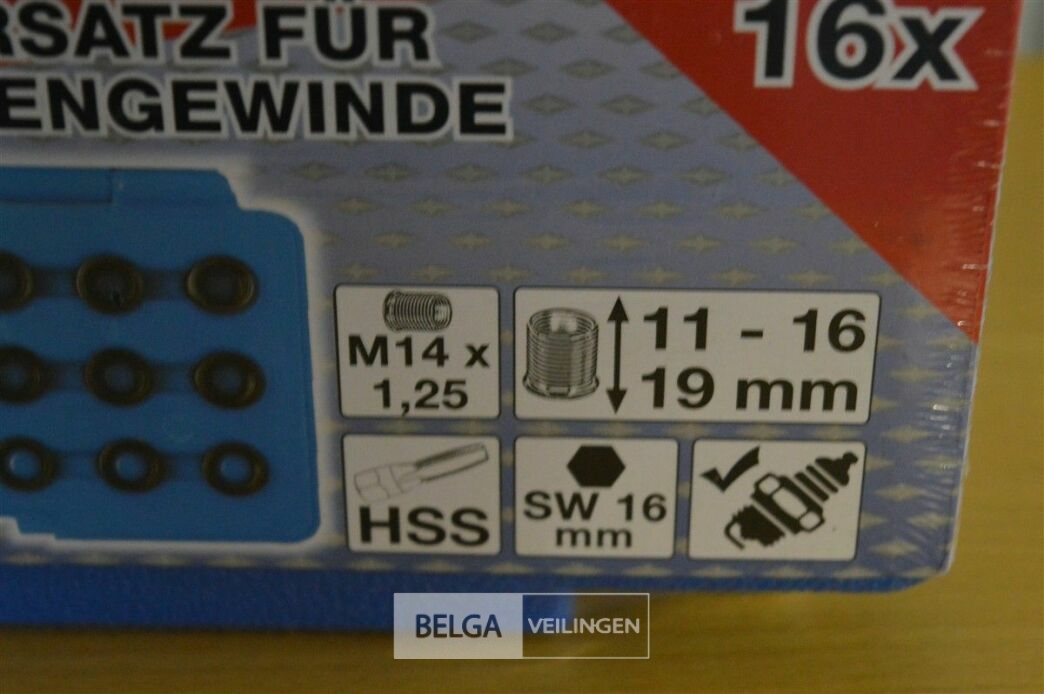 RSATZ FÜR
ENGEWINDE
16x
M14 x
1,25
11 - 16
19 mm
HSS
SW 16
mm
BELGA VEILINGEN